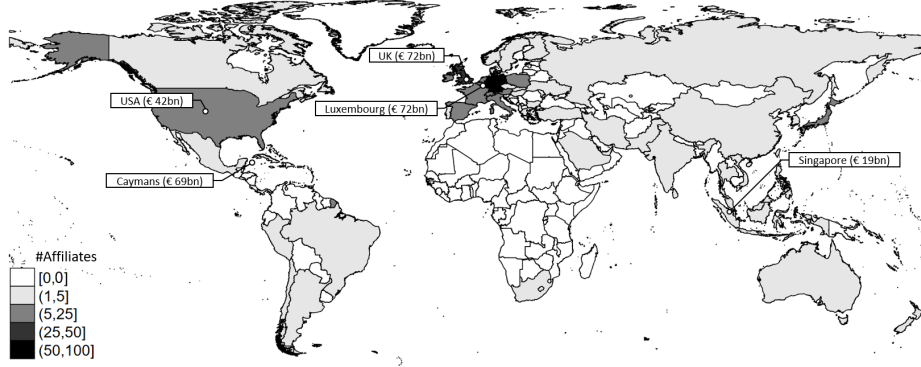 UK (€ 72bn)
USA (€ 42bn)
Luxembourg (€ 72bn)
Singapore (€ 19bn)
Caymans (€ 69bn)
#Affiliates
[0,0]
(1,5]
(5,25]
(25,50]
(50,100]